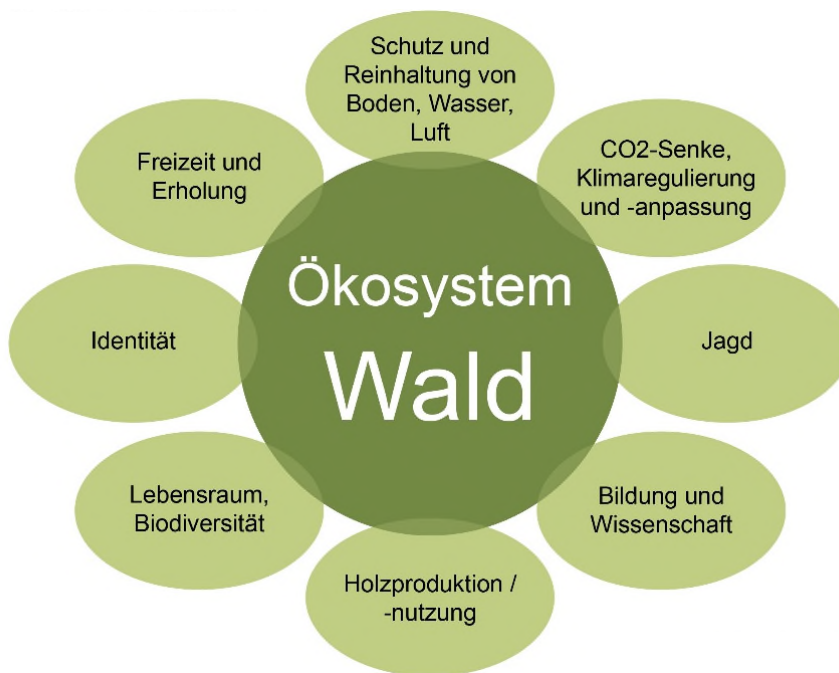 Schutz und
Reinhaltung von
Boden, Wasser,
Luft
CO2-Senke,
Klimaregulierung
und -anpassung
Jagd
Bildung und
Wissenschaft
Holzproduktion /
-nutzung
Lebensraum,
Biodiversität
Identität
Freizeit und
Erholung
Ökosystem
Wald